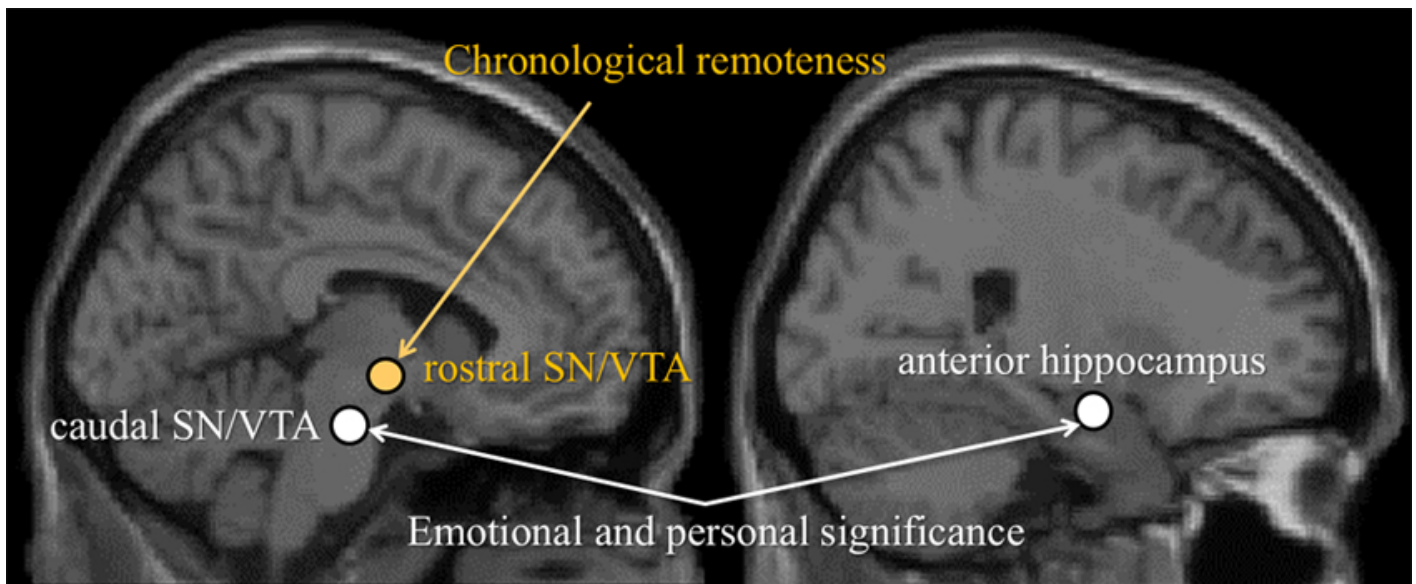 Chronological remoteness
rostral SN/VTA
anterior hippocampus
caudal SN/VTA
Emotional and personal significance